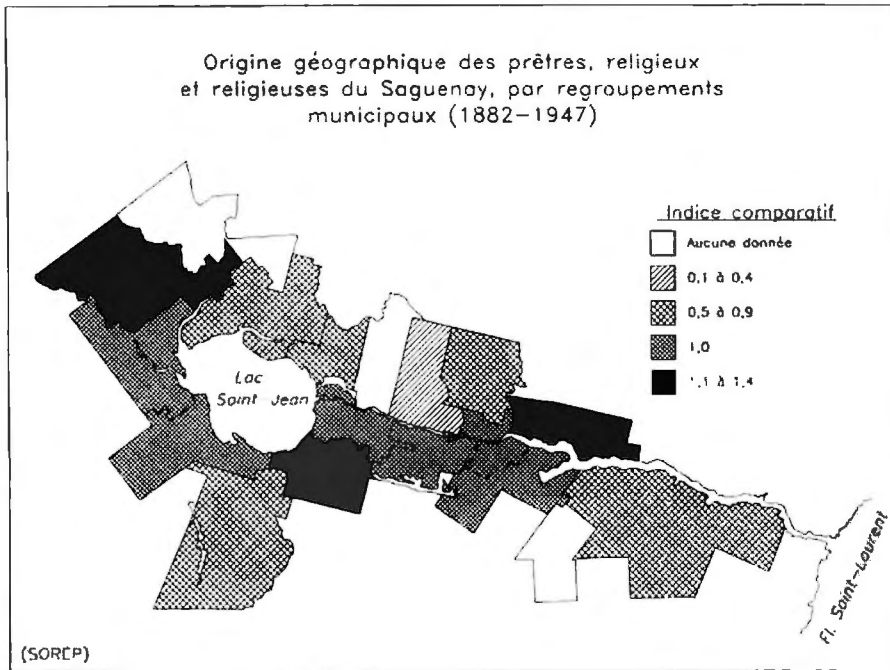 Origine géographique des prêtres, religieux
et religieuses du Saguenay, par regroupements
municipaux (1882-1947)
Indice comparatif
Aucune donnée
0,1 à 0,4
0,5 à 0,9
1,0
1,1 à 1,4
Lac
Saint Jean
Fl. Saint-Laurent
(SOREP)